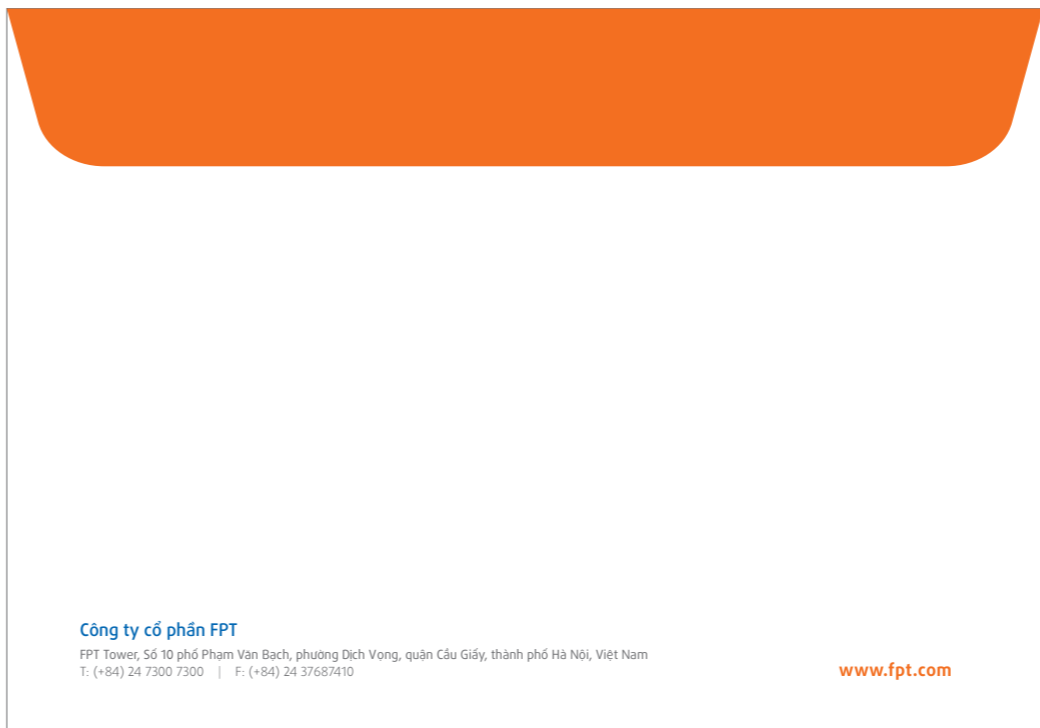 Công ty cổ phần FPT
FPT Tower, Số 10 phố Phạm Văn Bạch, phường Dịch Vọng, quận Cầu Giấy, thành phố Hà Nội, Việt Nam
T: (+84) 24 7300 7300 | F: (+84) 24 37687410
www.fpt.com